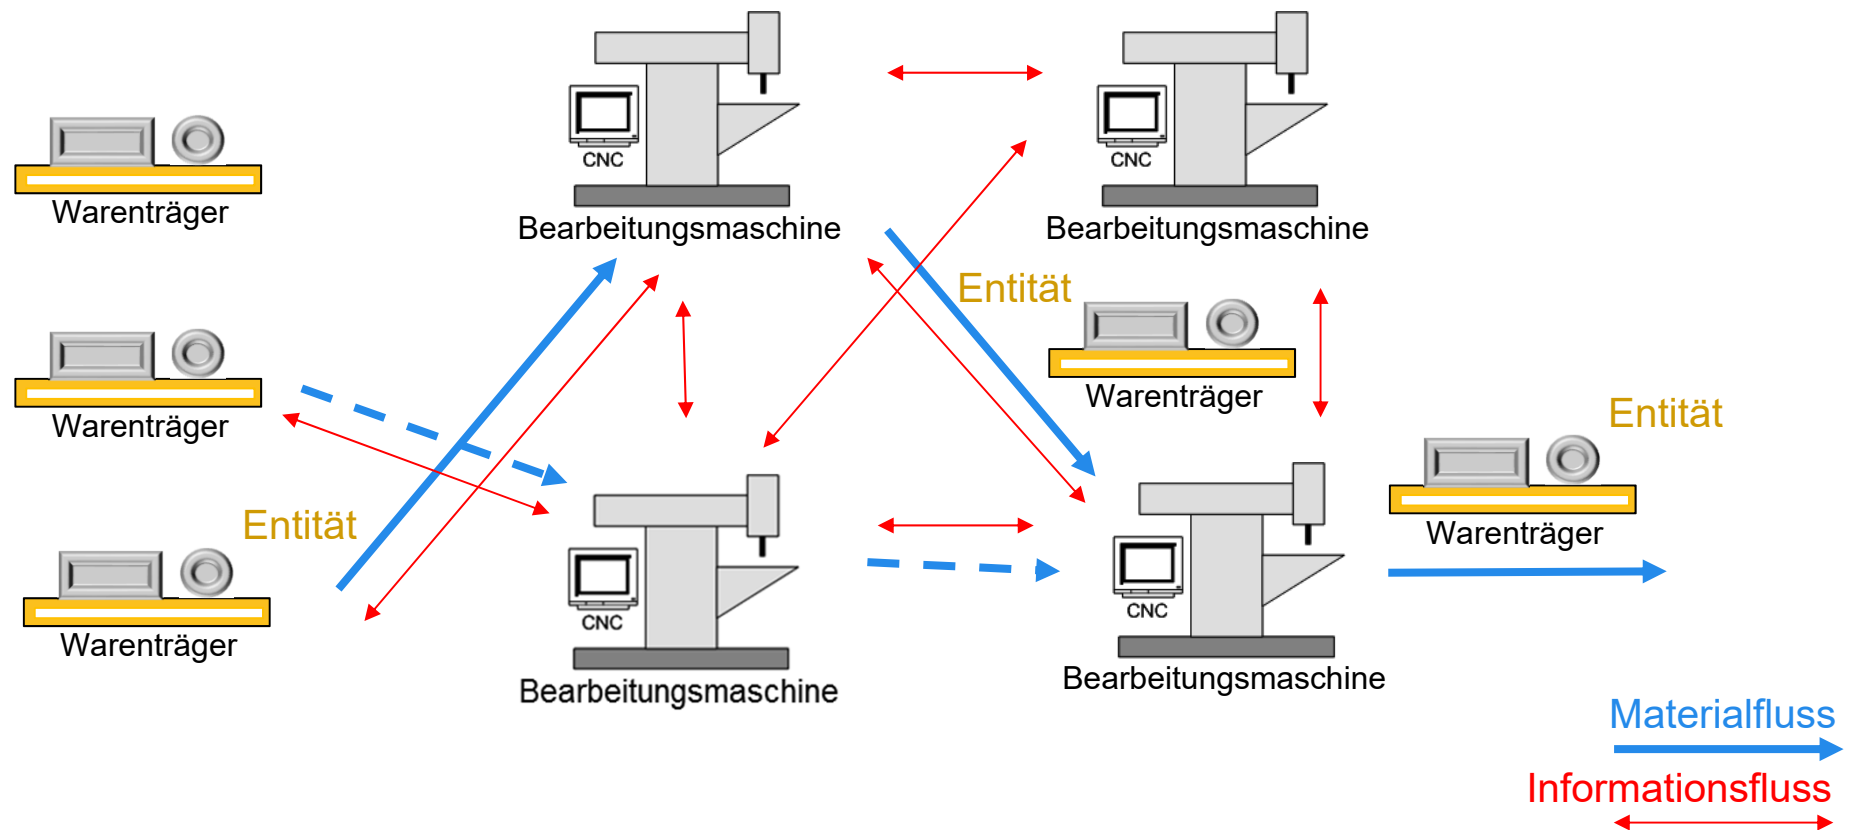 CNC
Bearbeitungsmaschine
CNC
Bearbeitungsmaschine
Warenträger
Entität
Warenträger
Warenträger
Entität
Warenträger
Entität
Warenträger
CNC
Bearbeitungsmaschine
CNC
Bearbeitungsmaschine
Materialfluss
Informationsfluss